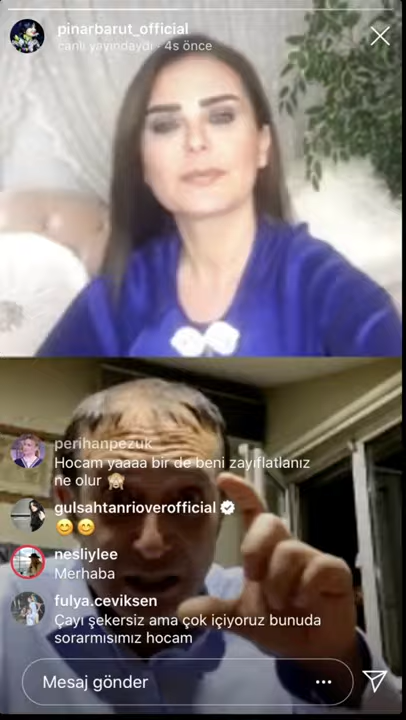 pinarbarut_official
canlı yayındaydı · 4s önce
perihanpezuk
Hocam yaaaa bir de beni zayıflatlanız
ne olur 🙈
gulsahtanrioverofficial
😊😊
nesliylee
Merhaba
fulya.ceviksen
Çayı şekersiz ama çok içiyoruz bunuda
sorarmısımız hocam
Mesaj gönder